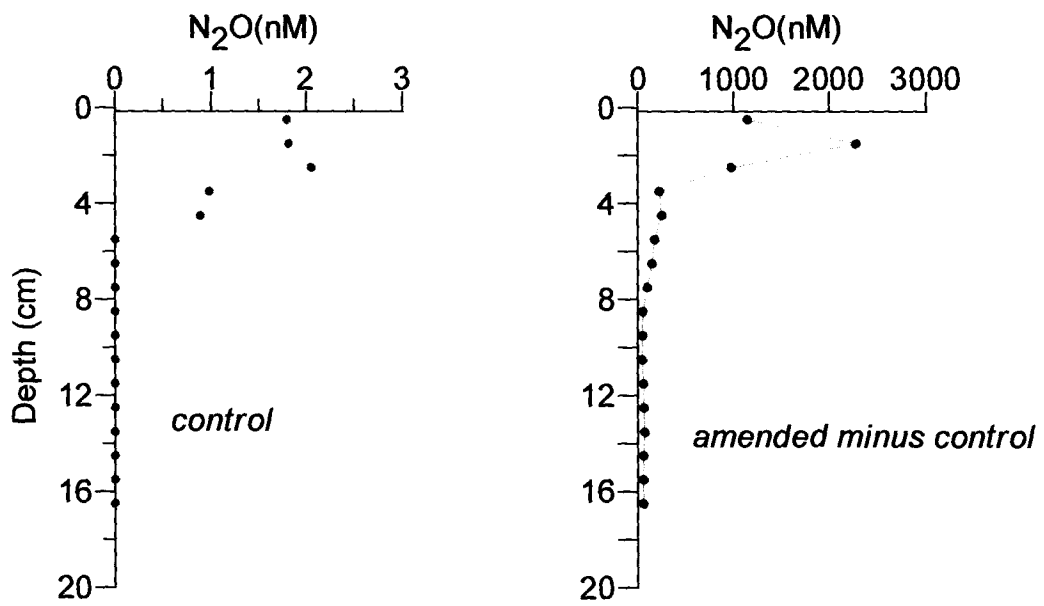 N2O(nM)
0 1 2 3
0
4
8
12
16
20
Depth (cm)
control
N2O(nM)
0 1000 2000 3000
0
4
8
12
16
20
amended minus control